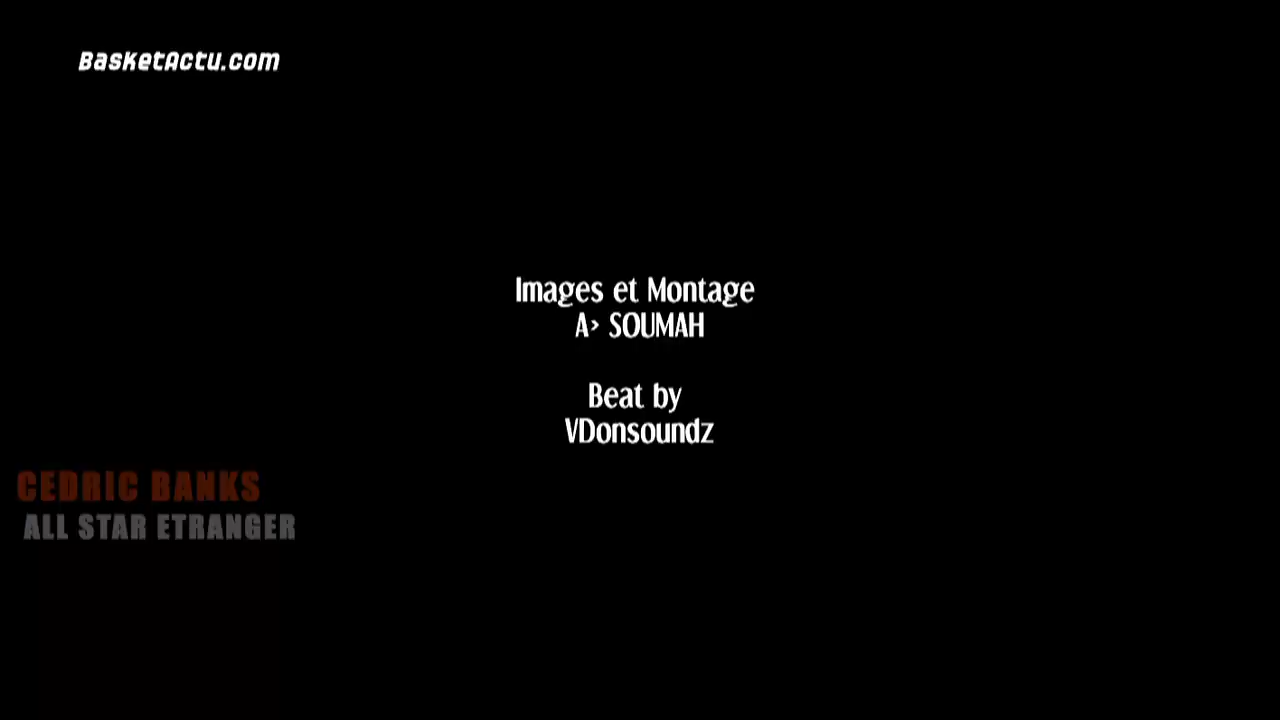 BasketActu.com
Images et Montage
A> SOUMAH
Beat by
VDonsoundz
CEDRIC BANKS
ALL STAR ETRANGER